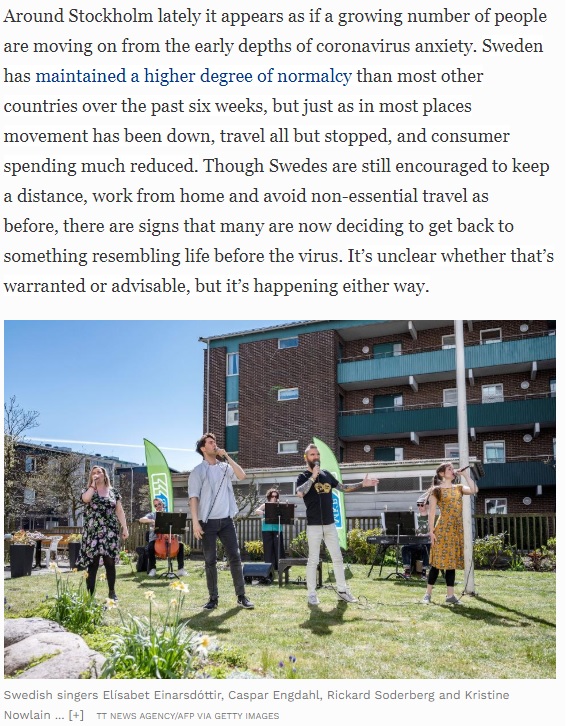 Around Stockholm lately it appears as if a growing number of people
are moving on from the early depths of coronavirus anxiety. Sweden
has maintained a higher degree of normalcy than most other
countries over the past six weeks, but just as in most places
movement has been down, travel all but stopped, and consumer
spending much reduced. Though Swedes are still encouraged to keep
a distance, work from home and avoid non-essential travel as
before, there are signs that many are now deciding to get back to
something resembling life before the virus. It’s unclear whether that’s
warranted or advisable, but it’s happening either way.
Swedish singers Elísabet Einarsdóttir, Caspar Engdahl, Rickard Soderberg and Kristine
Nowlain ... [+] TT NEWS AGENCY/AFP VIA GETTY IMAGES